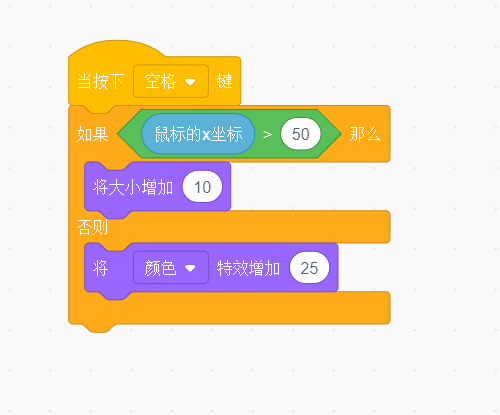 当按下 空格 键
如果 鼠标的x坐标 > 50 那么
将大小增加 10
否则
将 颜色 特效增加 25